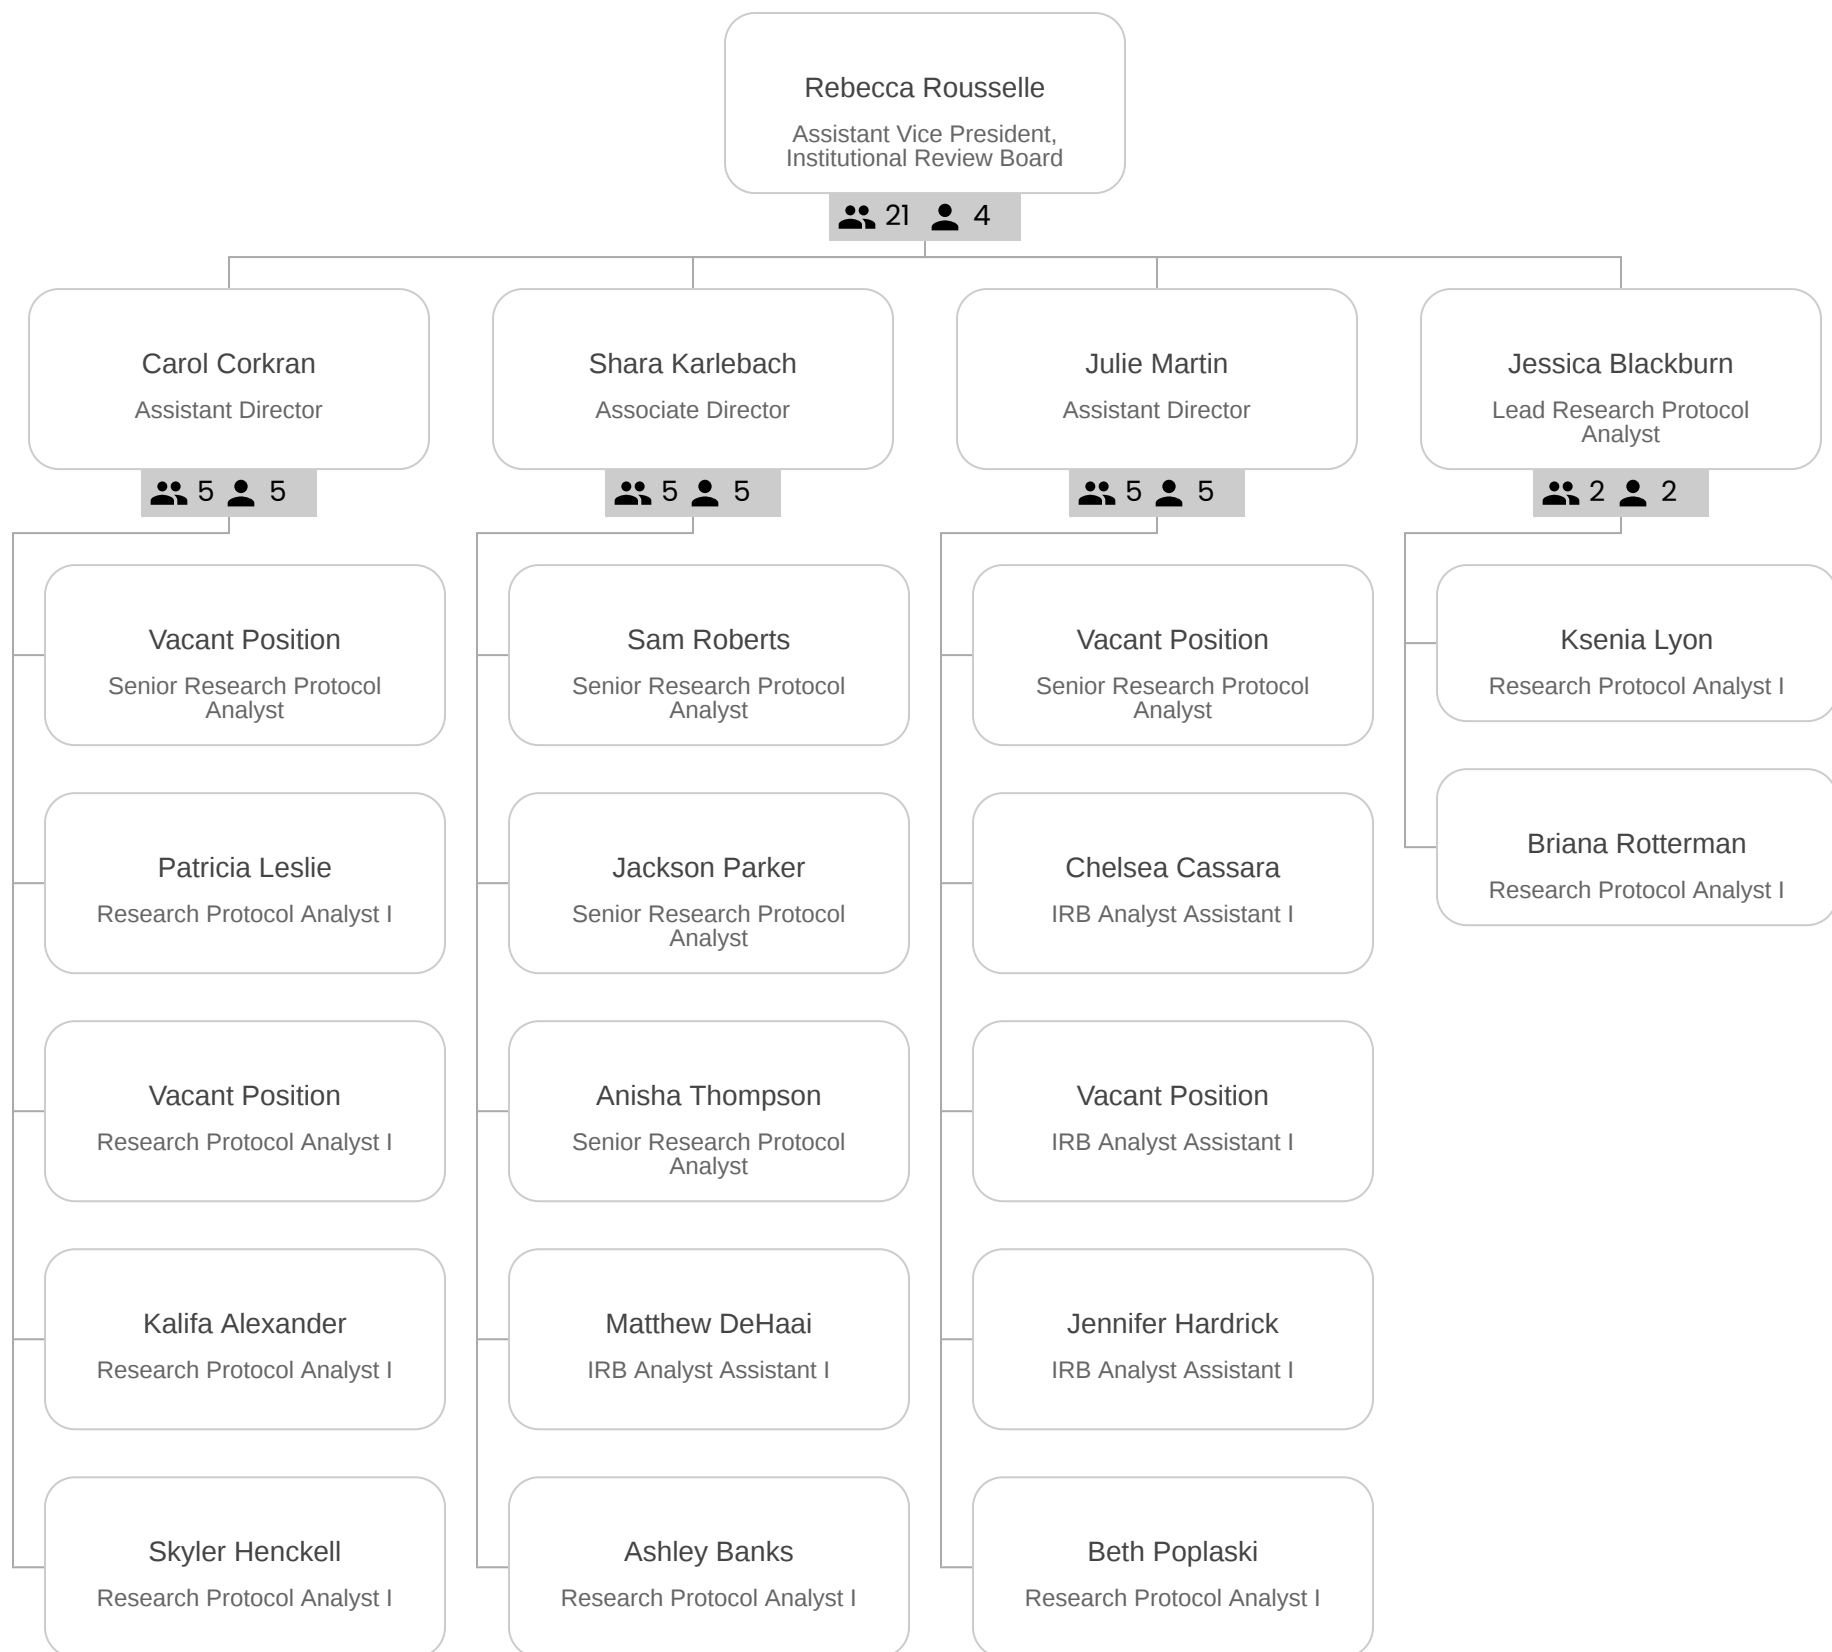 Rebecca Rousselle
Assistant Vice President,
Institutional Review Board
21 4
Carol Corkran
Assistant Director
5 5
Shara Karlebach
Associate Director
5 5
Julie Martin
Assistant Director
5 5
Jessica Blackburn
Lead Research Protocol
Analyst
2 2
Vacant Position
Senior Research Protocol
Analyst
Patricia Leslie
Research Protocol Analyst I
Vacant Position
Research Protocol Analyst I
Kalifa Alexander
Research Protocol Analyst I
Skyler Henckell
Research Protocol Analyst I
Sam Roberts
Senior Research Protocol
Analyst
Jackson Parker
Senior Research Protocol
Analyst
Anisha Thompson
Senior Research Protocol
Analyst
Matthew DeHaai
IRB Analyst Assistant I
Ashley Banks
Research Protocol Analyst I
Vacant Position
Senior Research Protocol
Analyst
Chelsea Cassara
IRB Analyst Assistant I
Vacant Position
IRB Analyst Assistant I
Jennifer Hardrick
IRB Analyst Assistant I
Beth Poplaski
Research Protocol Analyst I
Ksenia Lyon
Research Protocol Analyst I
Briana Rotterman
Research Protocol Analyst I